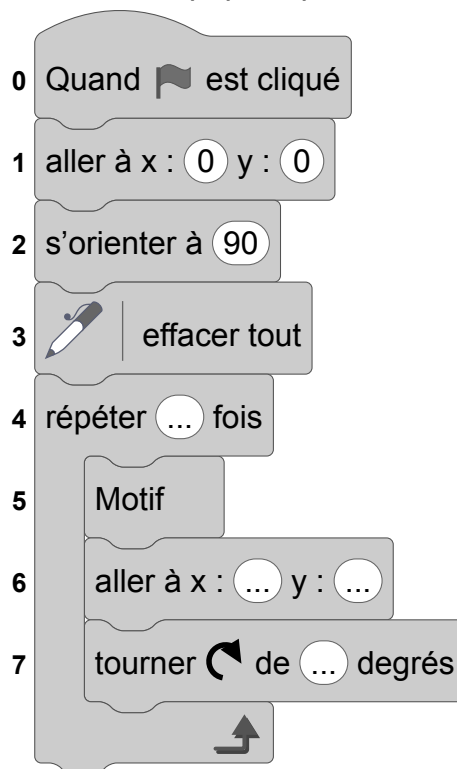 0 Quand est cliqué
1 aller à x : 0 y : 0
2 s’orienter à 90
3 effacer tout
4 répéter ... fois
5 Motif
6 aller à x : ... y : ...
7 tourner de ... degrés